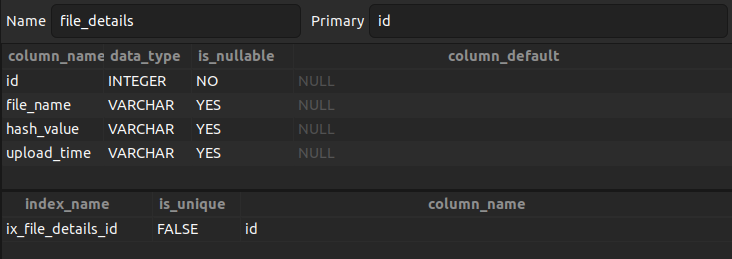 Name file_details Primary id
column_name data_type is_nullable column_default
id INTEGER NO NULL
file_name VARCHAR YES NULL
hash_value VARCHAR YES NULL
upload_time VARCHAR YES NULL
index_name is_unique column_name
ix_file_details_id FALSE id